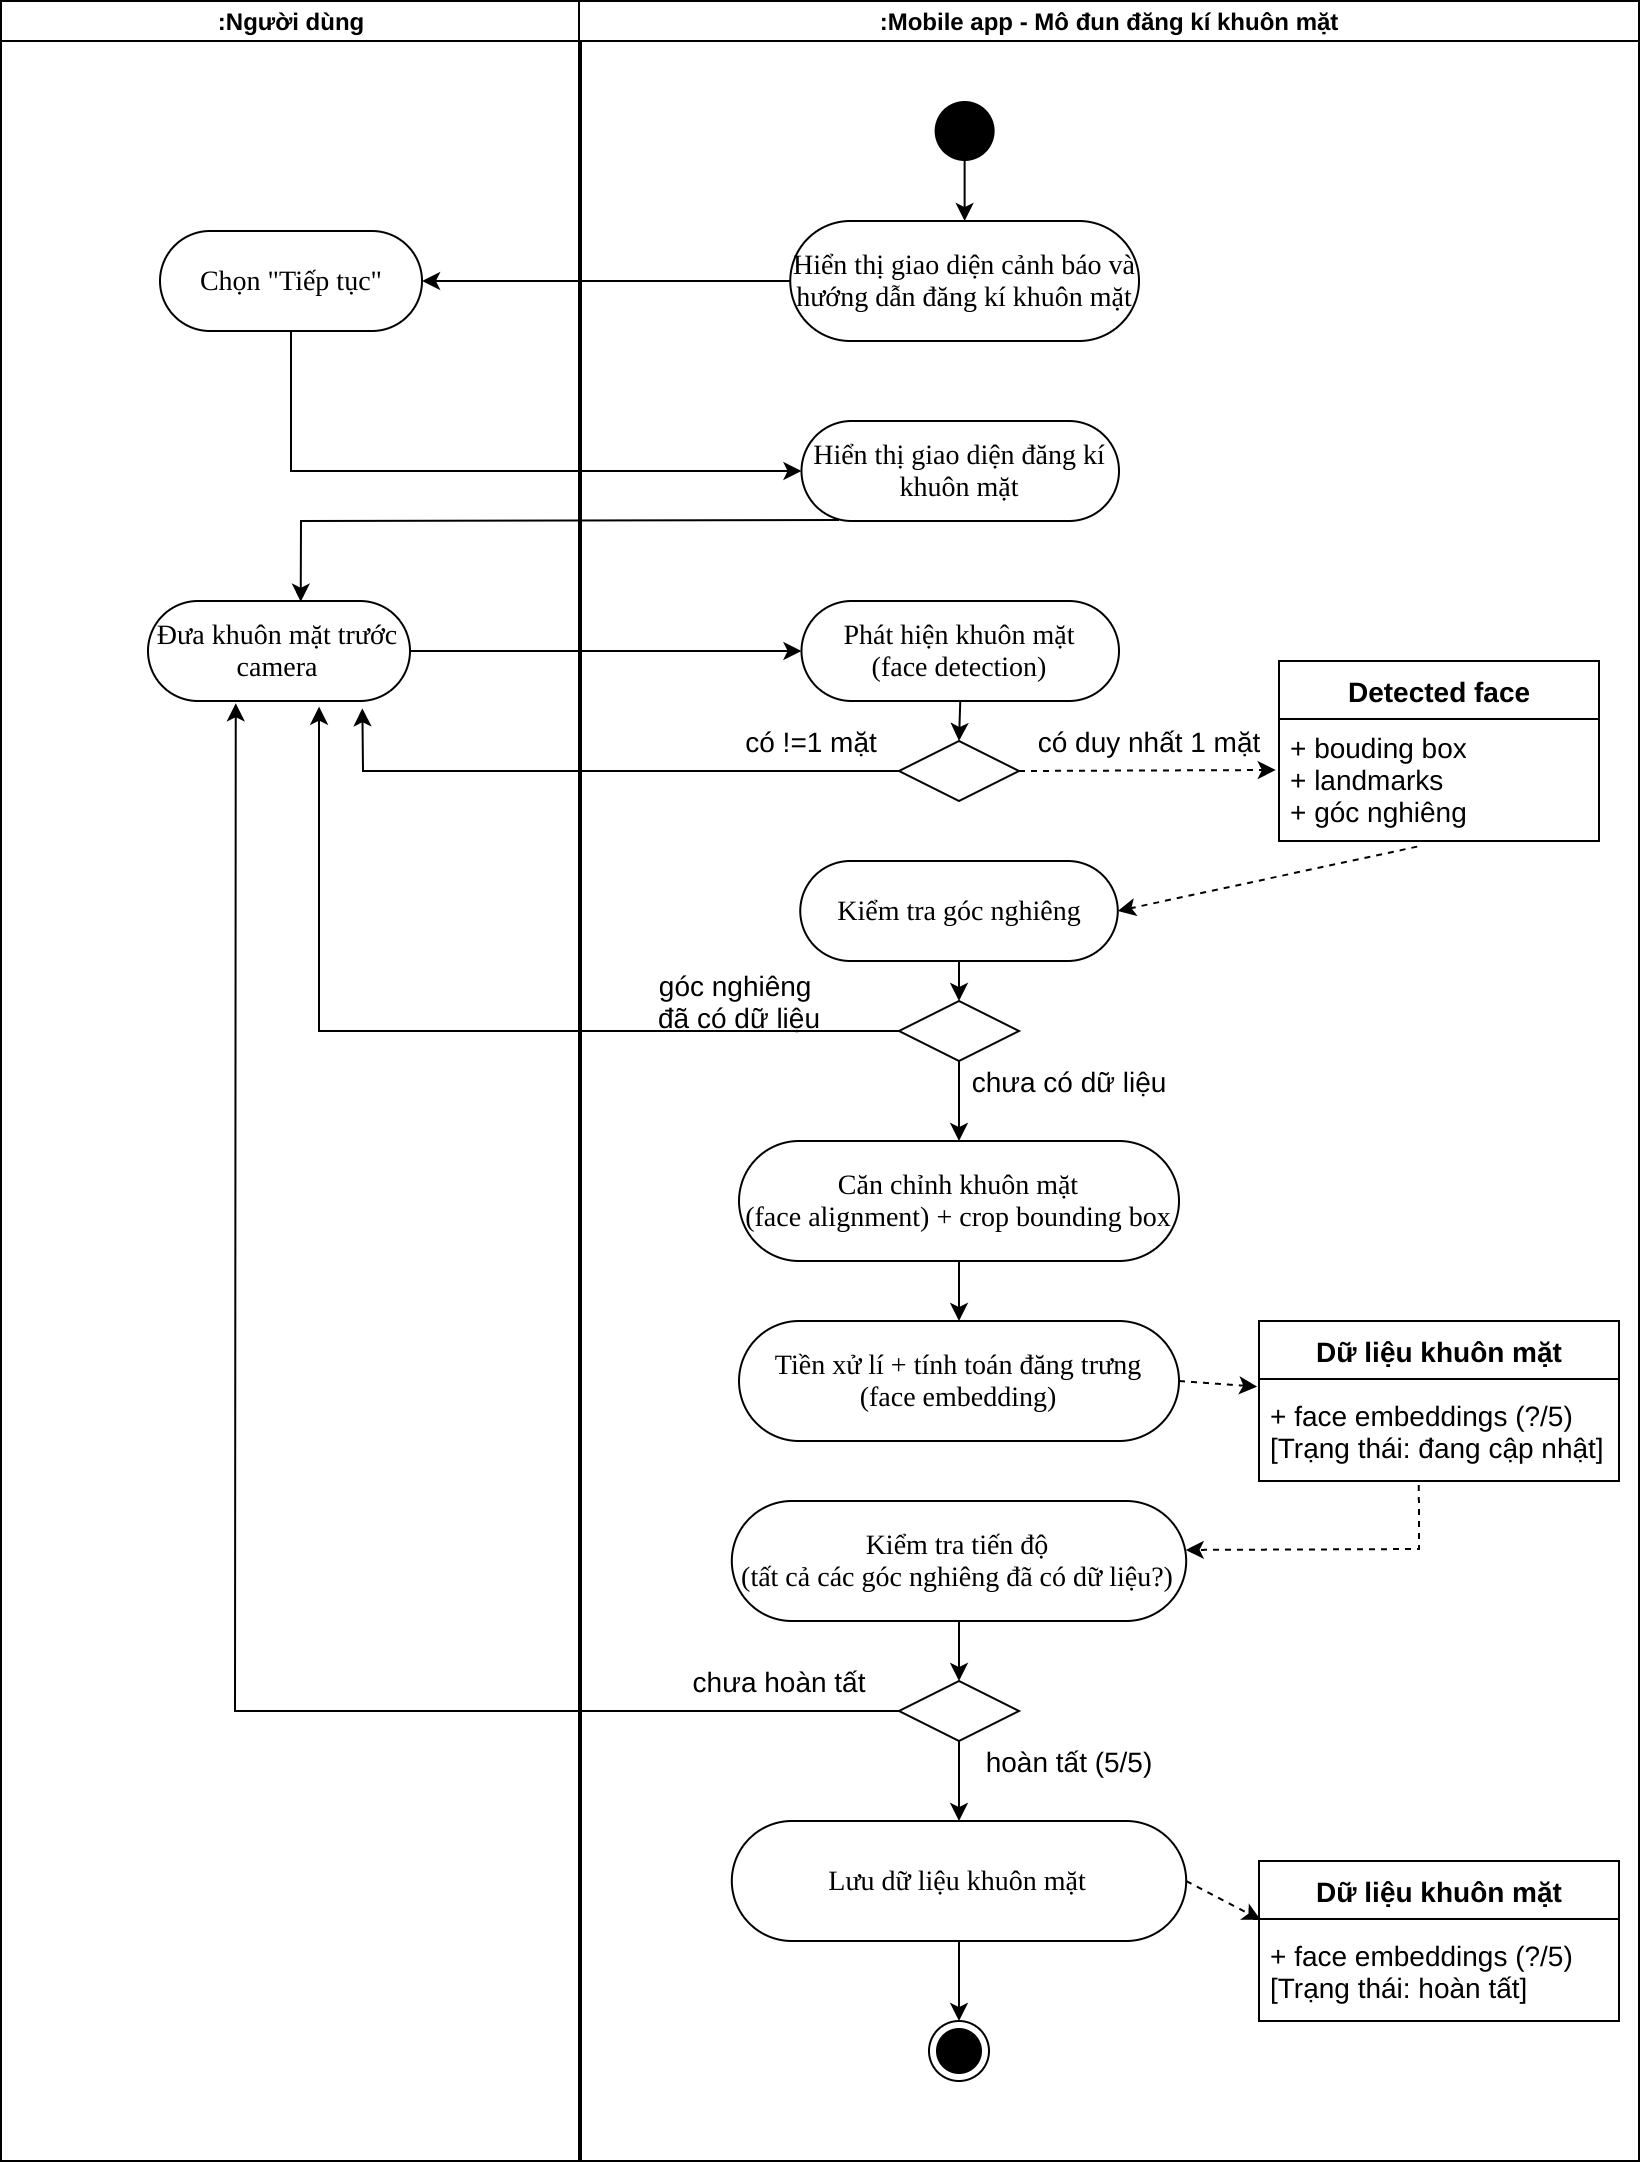 :Người dùng
:Mobile app - Mô đun đăng kí khuôn mặt
Hiển thị giao diện cảnh báo và
hướng dẫn đăng kí khuôn mặt
Chọn "Tiếp tục"
Hiển thị giao diện đăng kí
khuôn mặt
Đưa khuôn mặt trước
camera
Phát hiện khuôn mặt
(face detection)
có !=1 mặt
có duy nhất 1 mặt
Detected face
+ bouding box
+ landmarks
+ góc nghiêng
Kiểm tra góc nghiêng
góc nghiêng
đã có dữ liệu
chưa có dữ liệu
Căn chỉnh khuôn mặt
(face alignment) + crop bounding box
Tiền xử lí + tính toán đăng trưng
(face embedding)
Dữ liệu khuôn mặt
+ face embeddings (?/5)
[Trạng thái: đang cập nhật]
Kiểm tra tiến độ
(tất cả các góc nghiêng đã có dữ liệu?)
chưa hoàn tất
hoàn tất (5/5)
Lưu dữ liệu khuôn mặt
Dữ liệu khuôn mặt
+ face embeddings (?/5)
[Trạng thái: hoàn tất]